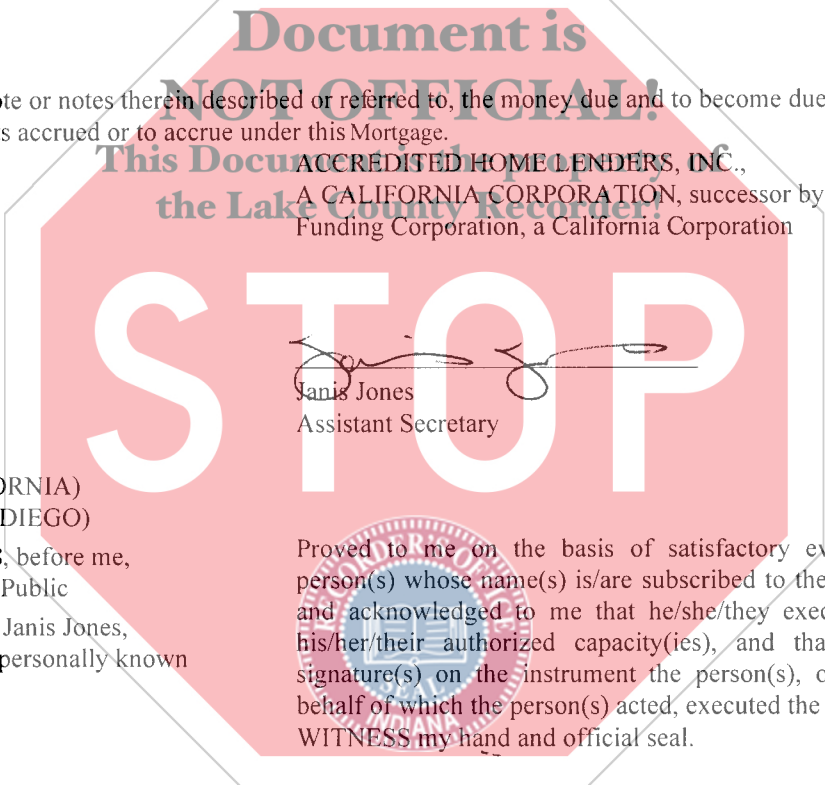 Document is
NOT OFFICIAL!
ote or notes therein described or referred to, the money due and to become due
s accrued or to accrue under this Mortgage.
This Document is the property of
ACCREDITED HOME LENDERS, INC.,
the Lake County Recorder!
A CALIFORNIA CORPORATION, successor by
Funding Corporation, a California Corporation
STOP
Janis Jones
Assistant Secretary
ORNIA)
DIEGO)
, before me,
Public
Janis Jones,
personally known
Proved to me on the basis of satisfactory ev
person(s) whose name(s) is/are subscribed to the
and acknowledged to me that he/she/they exec
his/her/their authorized capacity(ies), and tha
signature(s) on the instrument the person(s), o
behalf of which the person(s) acted, executed the
WITNESS my hand and official seal.
RECORDER'S OFFICE
SEAL
INDIANA